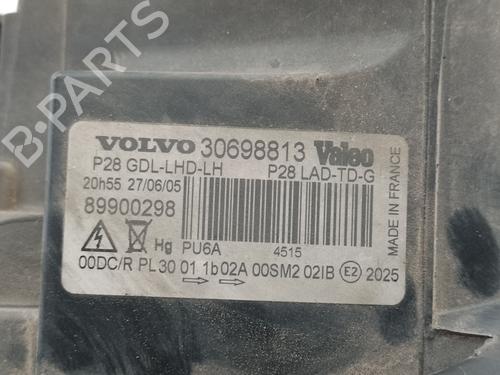 VOLVO 30698813 Valeo
P28 GDL-LHD-LH P28 LAD-TD-G
20h55 27/06/05
89900298
Hg PU6A 4515
00DC/R PL30 01 1b02A 00SM2 02IB E2 2025
MADE IN FRANCE
B-PARTS